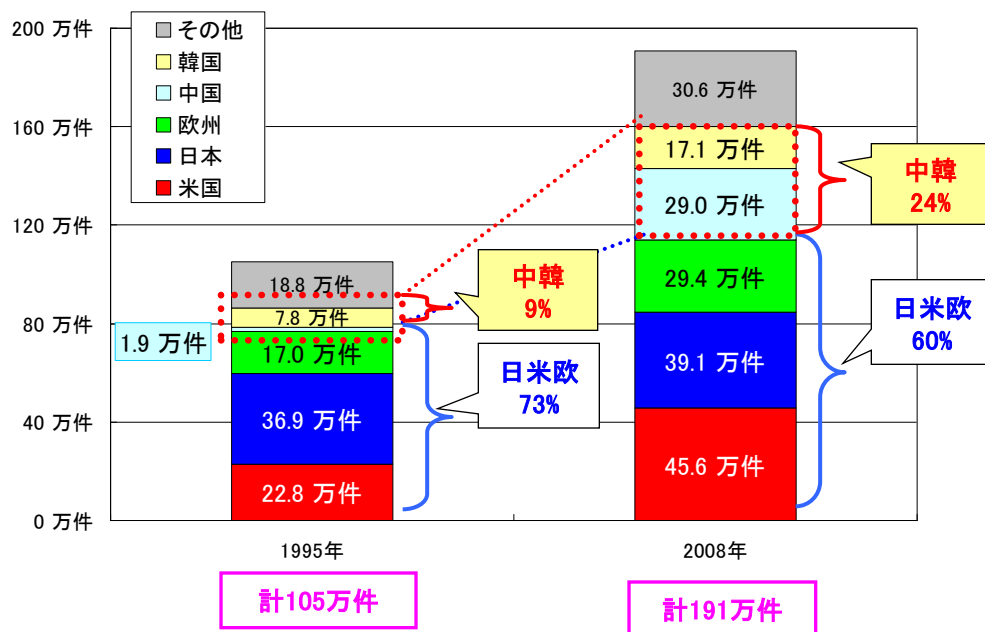 200 万件
160 万件
120 万件
80 万件
40 万件
0 万件
その他
韓国
中国
欧州
日本
米国
18.8 万件
7.8 万件
1.9 万件
17.0 万件
36.9 万件
22.8 万件
中韓
9%
日米欧
73%
30.6 万件
17.1 万件
29.0 万件
29.4 万件
39.1 万件
45.6 万件
中韓
24%
日米欧
60%
1995年
2008年
計105万件
計191万件